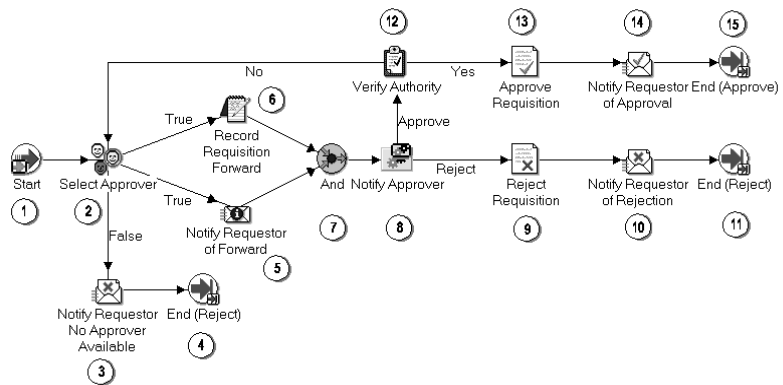 12
13
14
15
No
Verify Authority
Yes
Approve
Requisition
Notify Requestor
of Approval
End (Approve)
6
True
Record
Requisition
Forward
Approve
Start
Select Approver
And
Notify Approver
Reject
Reject
Requisition
Notify Requestor
of Rejection
End (Reject)
1
2
True
Notify Requestor
of Forward
7
8
9
10
11
False
5
Notify Requestor
No Approver
Available
End (Reject)
3
4